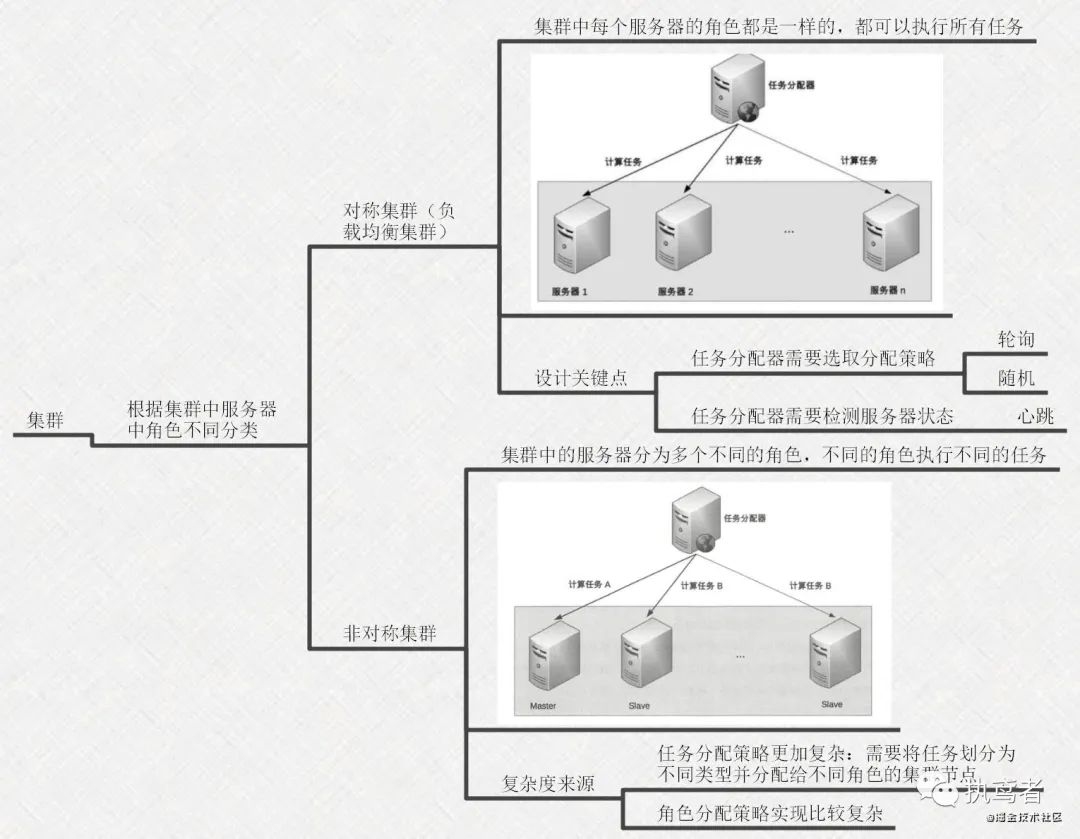 集群
根据集群中服务器
中角色不同分类
对称集群（负
载均衡集群）
集群中每个服务器的角色都是一样的，都可以执行所有任务
任务分配器
计算任务
计算任务
计算任务
服务器 1
服务器 2
...
服务器 n
设计关键点
任务分配器需要选取分配策略
轮询
随机
任务分配器需要检测服务器状态
心跳
非对称集群
集群中的服务器分为多个不同的角色，不同的角色执行不同的任务
任务分配器
计算任务 A
计算任务 B
计算任务 B
Master
Slave
...
Slave
复杂度来源
任务分配策略更加复杂：需要将任务划分为
不同类型并分配给不同角色的集群节点
角色分配策略实现比较复杂
执鸢者
@掘金技术社区